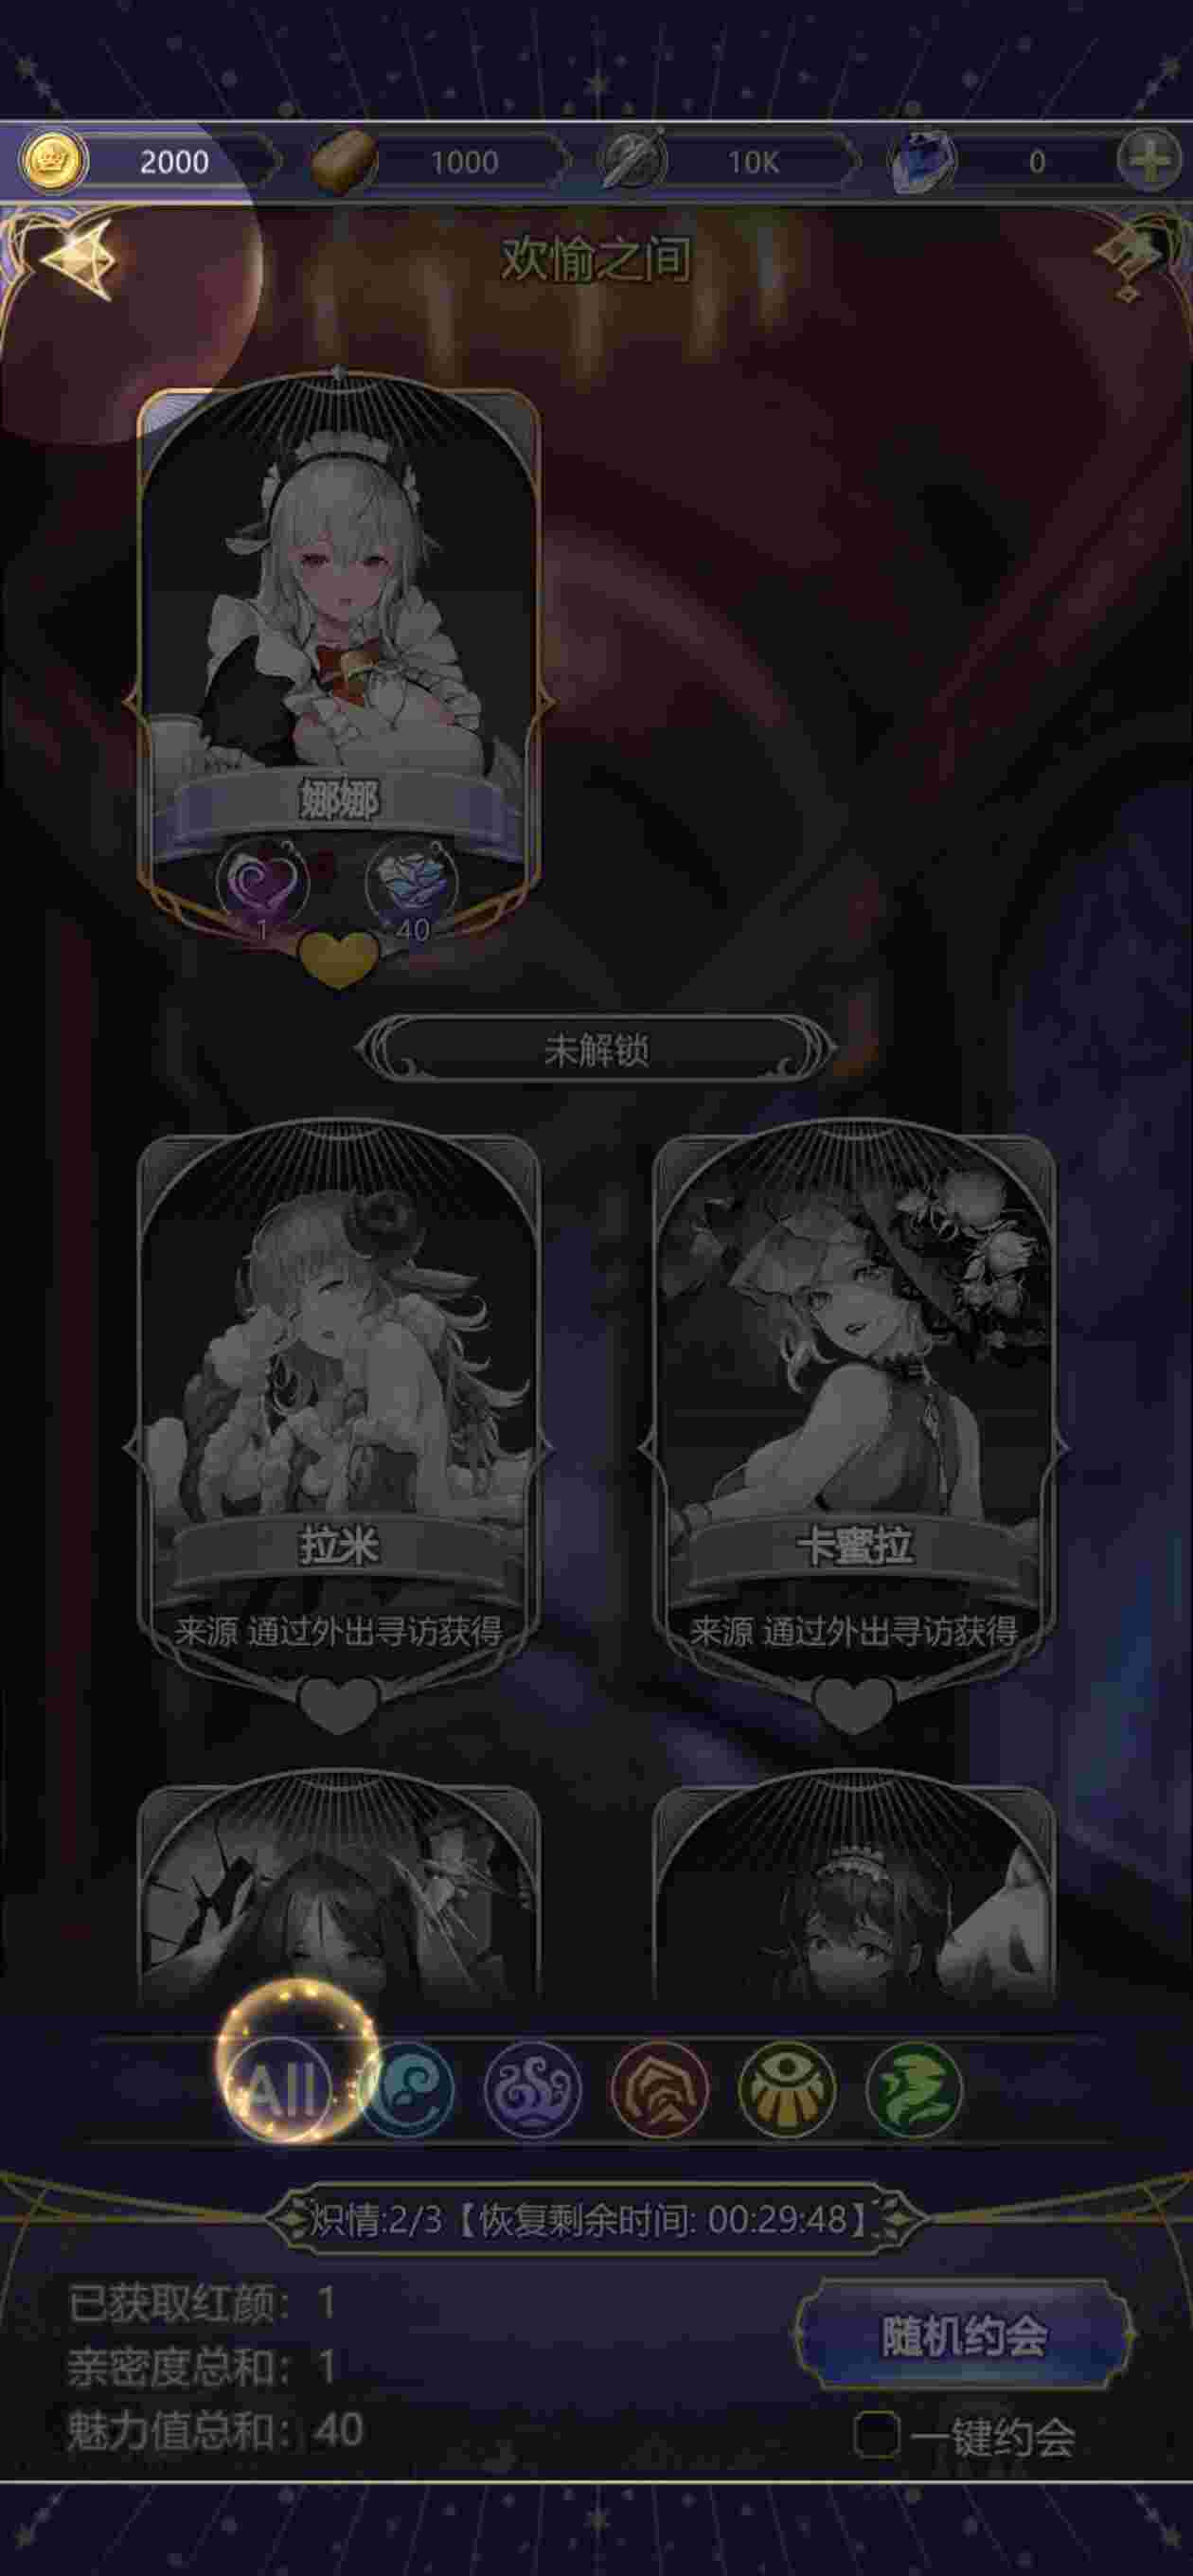 2000
1000
10K
0
欢愉之间
娜娜
1
40
未解锁
拉米
卡蜜拉
来源 通过外出寻访获得
来源 通过外出寻访获得
All
炽情:2/3【恢复剩余时间: 00:29:48】
已获取红颜: 1
随机约会
亲密度总和: 1
魅力值总和: 40
一键约会